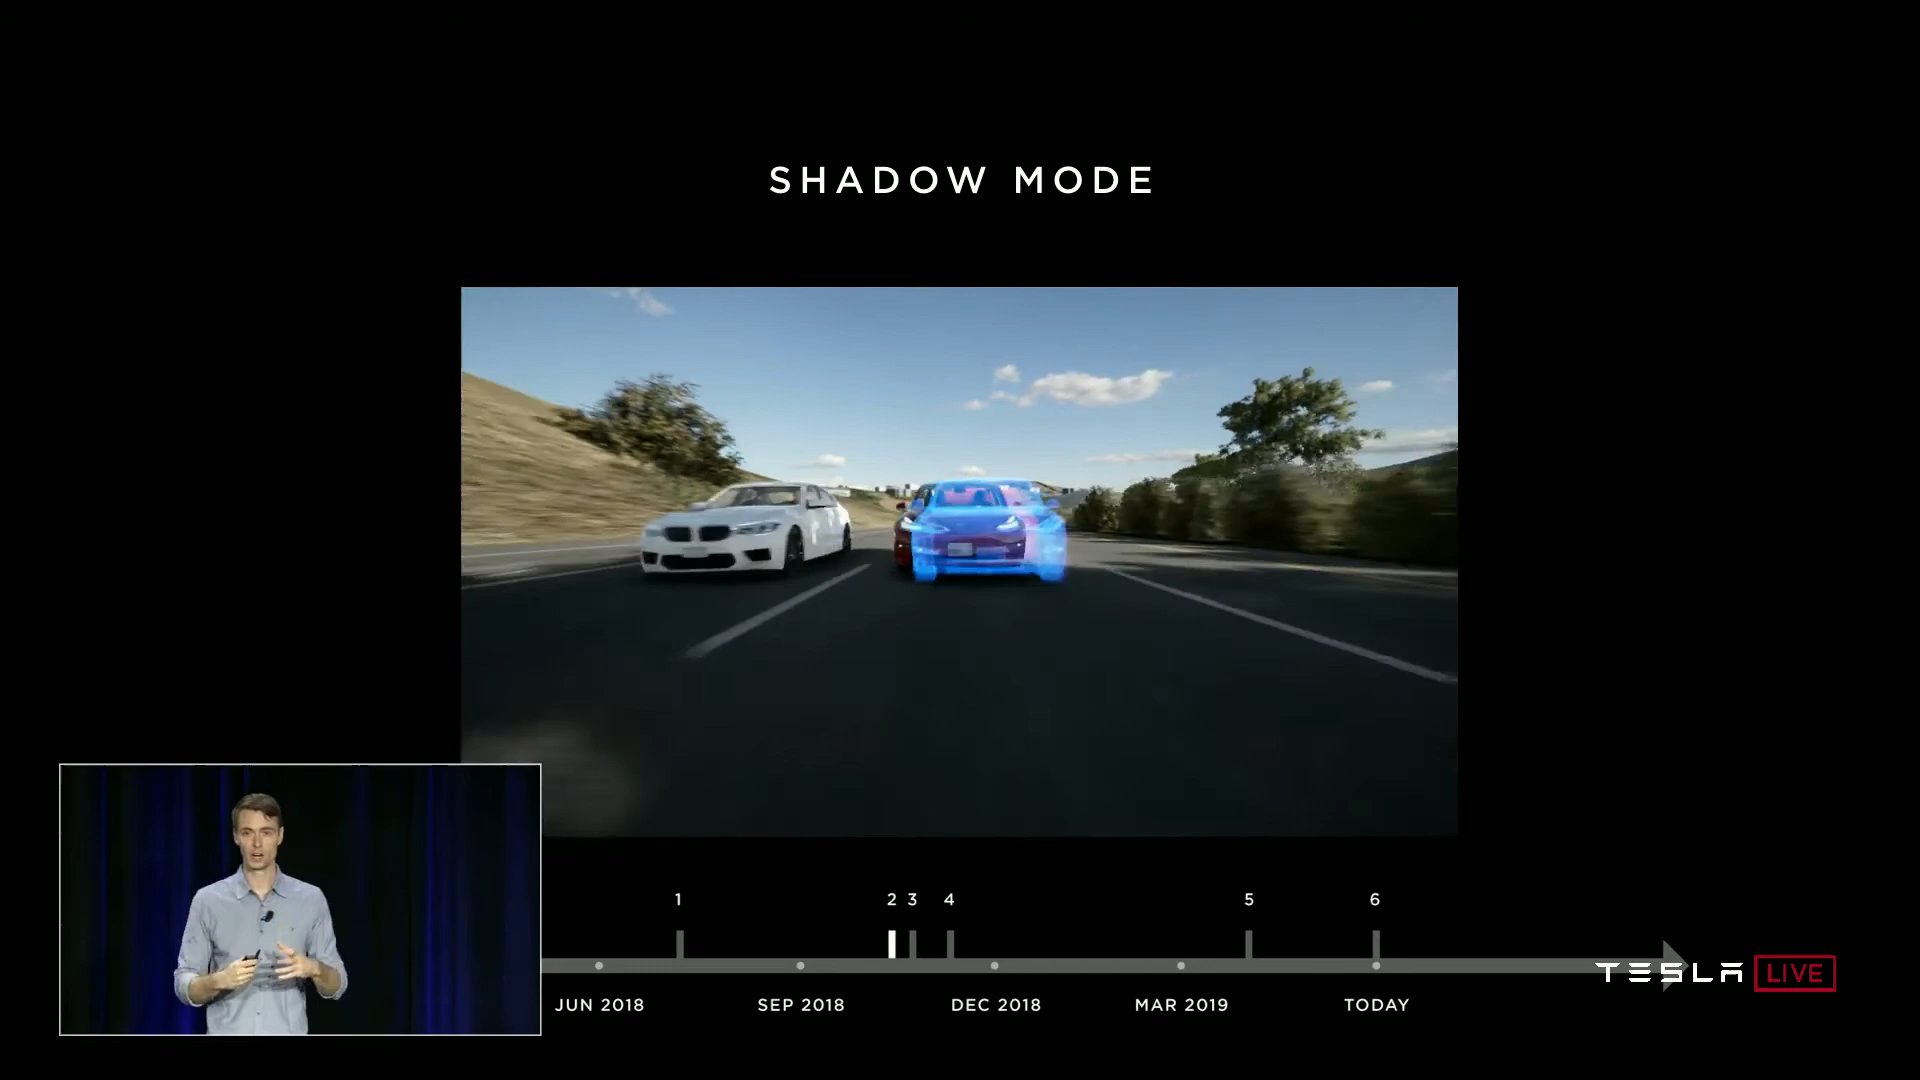 SHADOW MODE
1 2 3 4 5 6
JUN 2018 SEP 2018 DEC 2018 MAR 2019 TODAY
TESLA LIVE